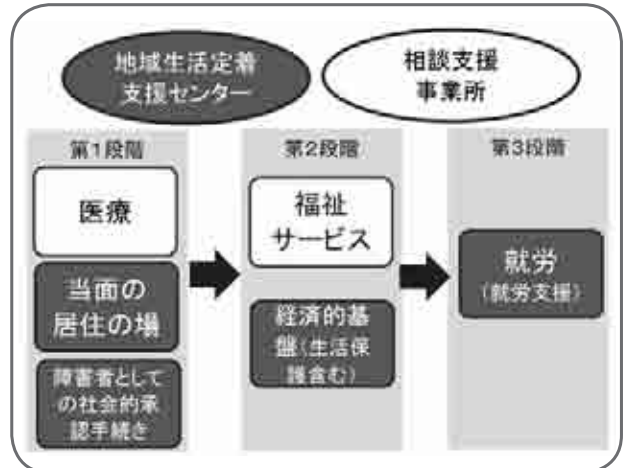 地域生活定着
支援センター
相談支援
事業所
第1段階
医療
当面の
居住の場
障害者として
の社会的承
認手続き
第2段階
福祉
サービス
経済的基
盤(生活保
護含む)
第3段階
就労
(就労支援)